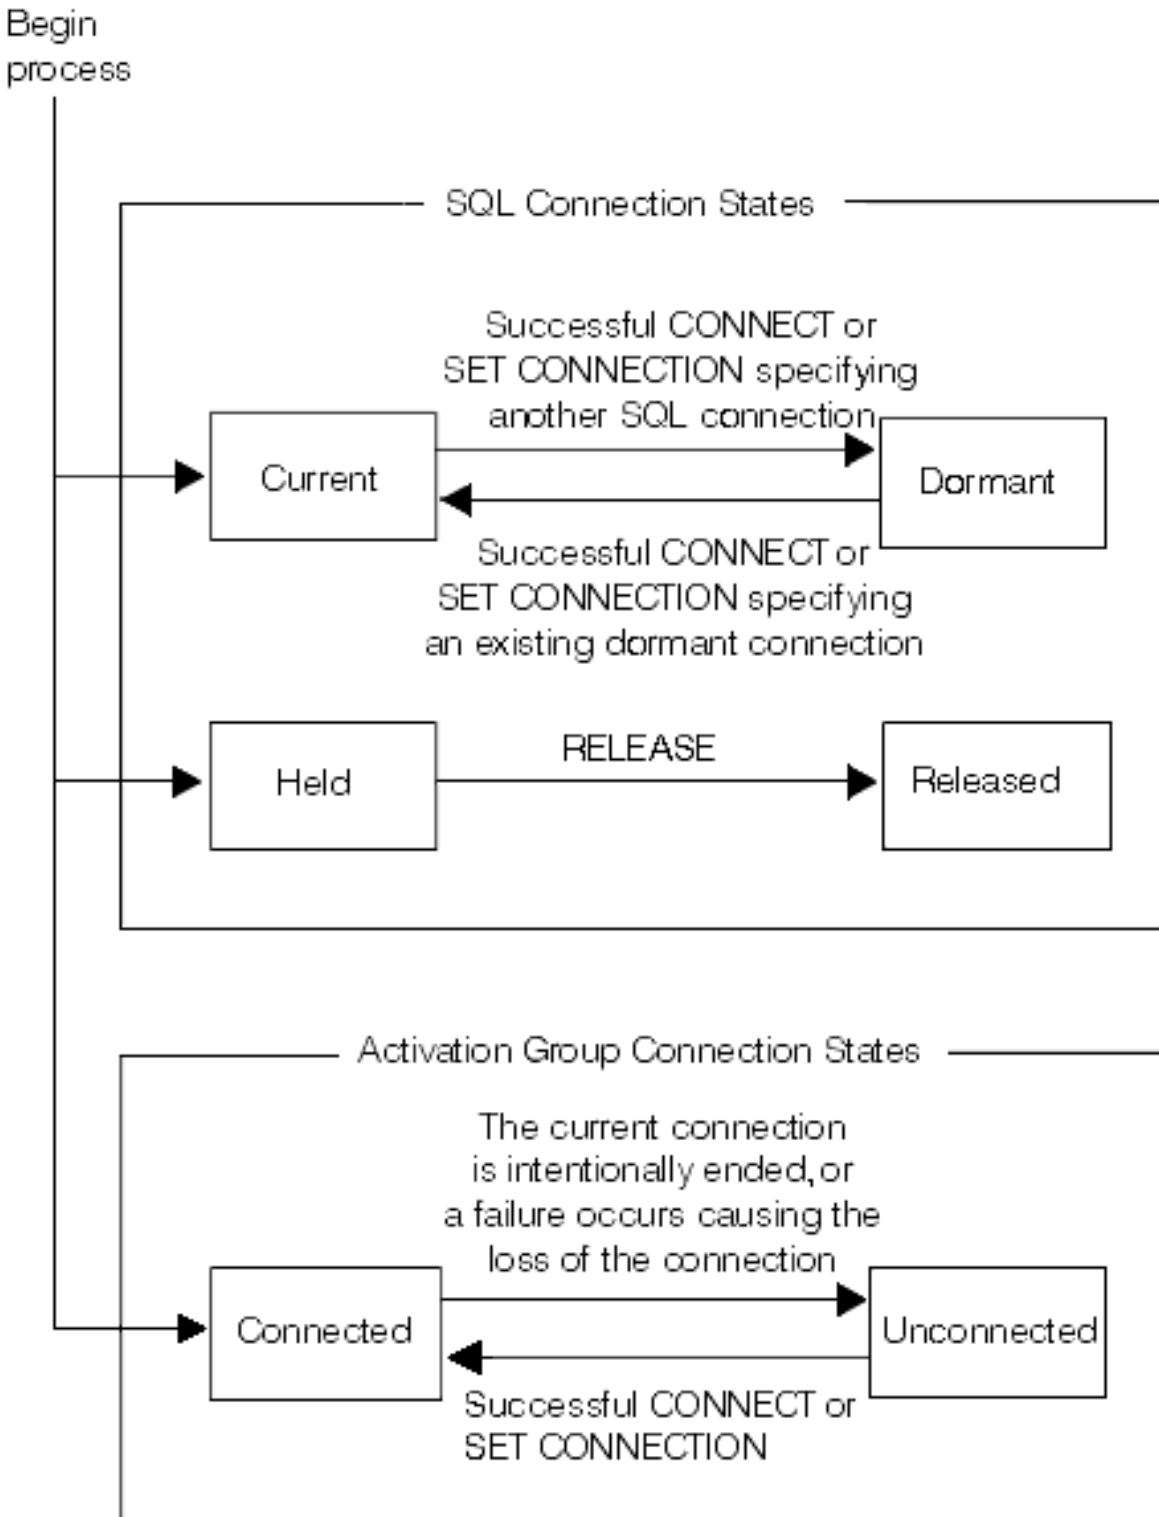 Begin
process
SQL Connection States
Successful CONNECT or
SET CONNECTION specifying
another SQL connection
Current
Dormant
Successful CONNECT or
SET CONNECTION specifying
an existing dormant connection
RELEASE
Held
Released
Activation Group Connection States
The current connection
is intentionally ended, or
a failure occurs causing the
loss of the connection
Connected
Unconnected
Successful CONNECT or
SET CONNECTION